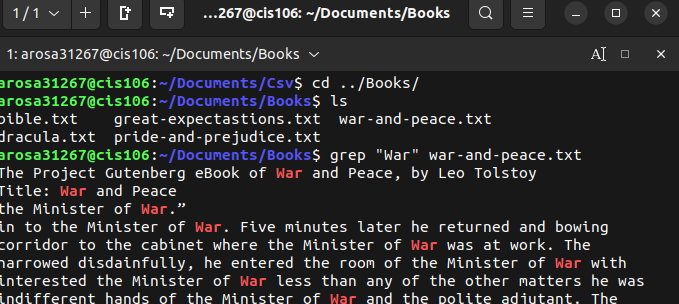 1 / 1 …267@cis106: ~/Documents/Books
1: arosa31267@cis106: ~/Documents/Books
arosa31267@cis106:~/Documents/Csv$ cd ../Books/
arosa31267@cis106:~/Documents/Books$ ls
bible.txt great-expectastions.txt war-and-peace.txt
dracula.txt pride-and-prejudice.txt
arosa31267@cis106:~/Documents/Books$ grep "War" war-and-peace.txt
The Project Gutenberg eBook of War and Peace, by Leo Tolstoy
Title: War and Peace
the Minister of War.”
in to the Minister of War. Five minutes later he returned and bowing
corridor to the cabinet where the Minister of War was at work. The
narrowed disdainfully, he entered the room of the Minister of War with
interested the Minister of War less than any of the other matters he was
indifferent hands of the Minister of War and the polite adjutant. The